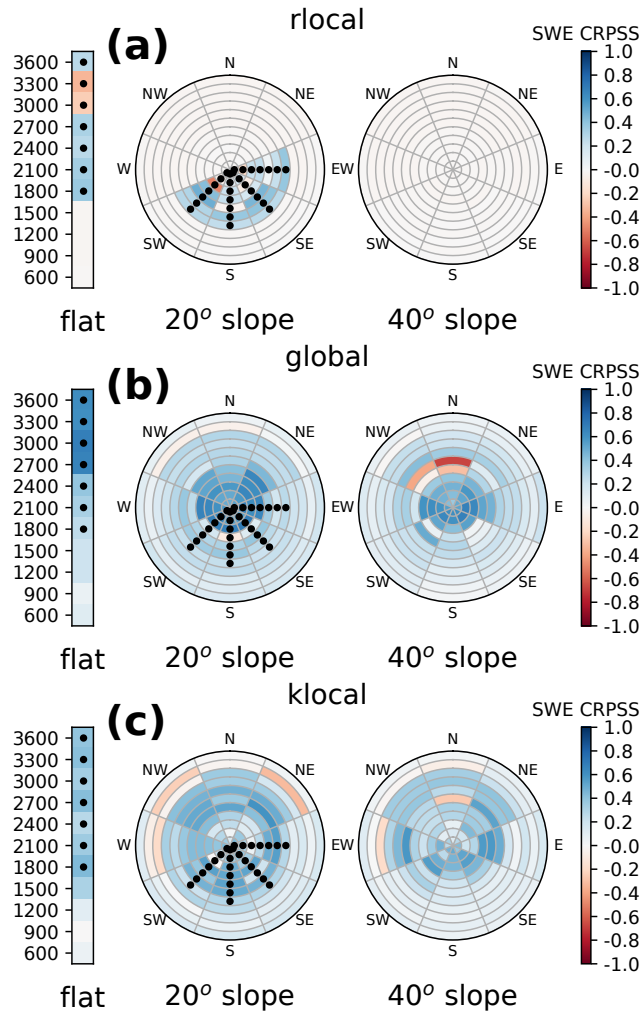 rlocal
(a)
SWE CRPSS
3600
3300
3000
2700
2400
2100
1800
1500
1200
900
600
flat
N
NE
E
SE
S
SW
W
NW
20° slope
N
NE
E
SE
S
SW
W
NW
40° slope
1.0
0.8
0.6
0.4
0.2
0.0
-0.2
-0.4
-0.6
-0.8
-1.0
global
(b)
SWE CRPSS
3600
3300
3000
2700
2400
2100
1800
1500
1200
900
600
flat
N
NE
E
SE
S
SW
W
NW
20° slope
N
NE
E
SE
S
SW
W
NW
40° slope
1.0
0.8
0.6
0.4
0.2
0.0
-0.2
-0.4
-0.6
-0.8
-1.0
klocal
(c)
SWE CRPSS
3600
3300
3000
2700
2400
2100
1800
1500
1200
900
600
flat
N
NE
E
SE
S
SW
W
NW
20° slope
N
NE
E
SE
S
SW
W
NW
40° slope
1.0
0.8
0.6
0.4
0.2
0.0
-0.2
-0.4
-0.6
-0.8
-1.0